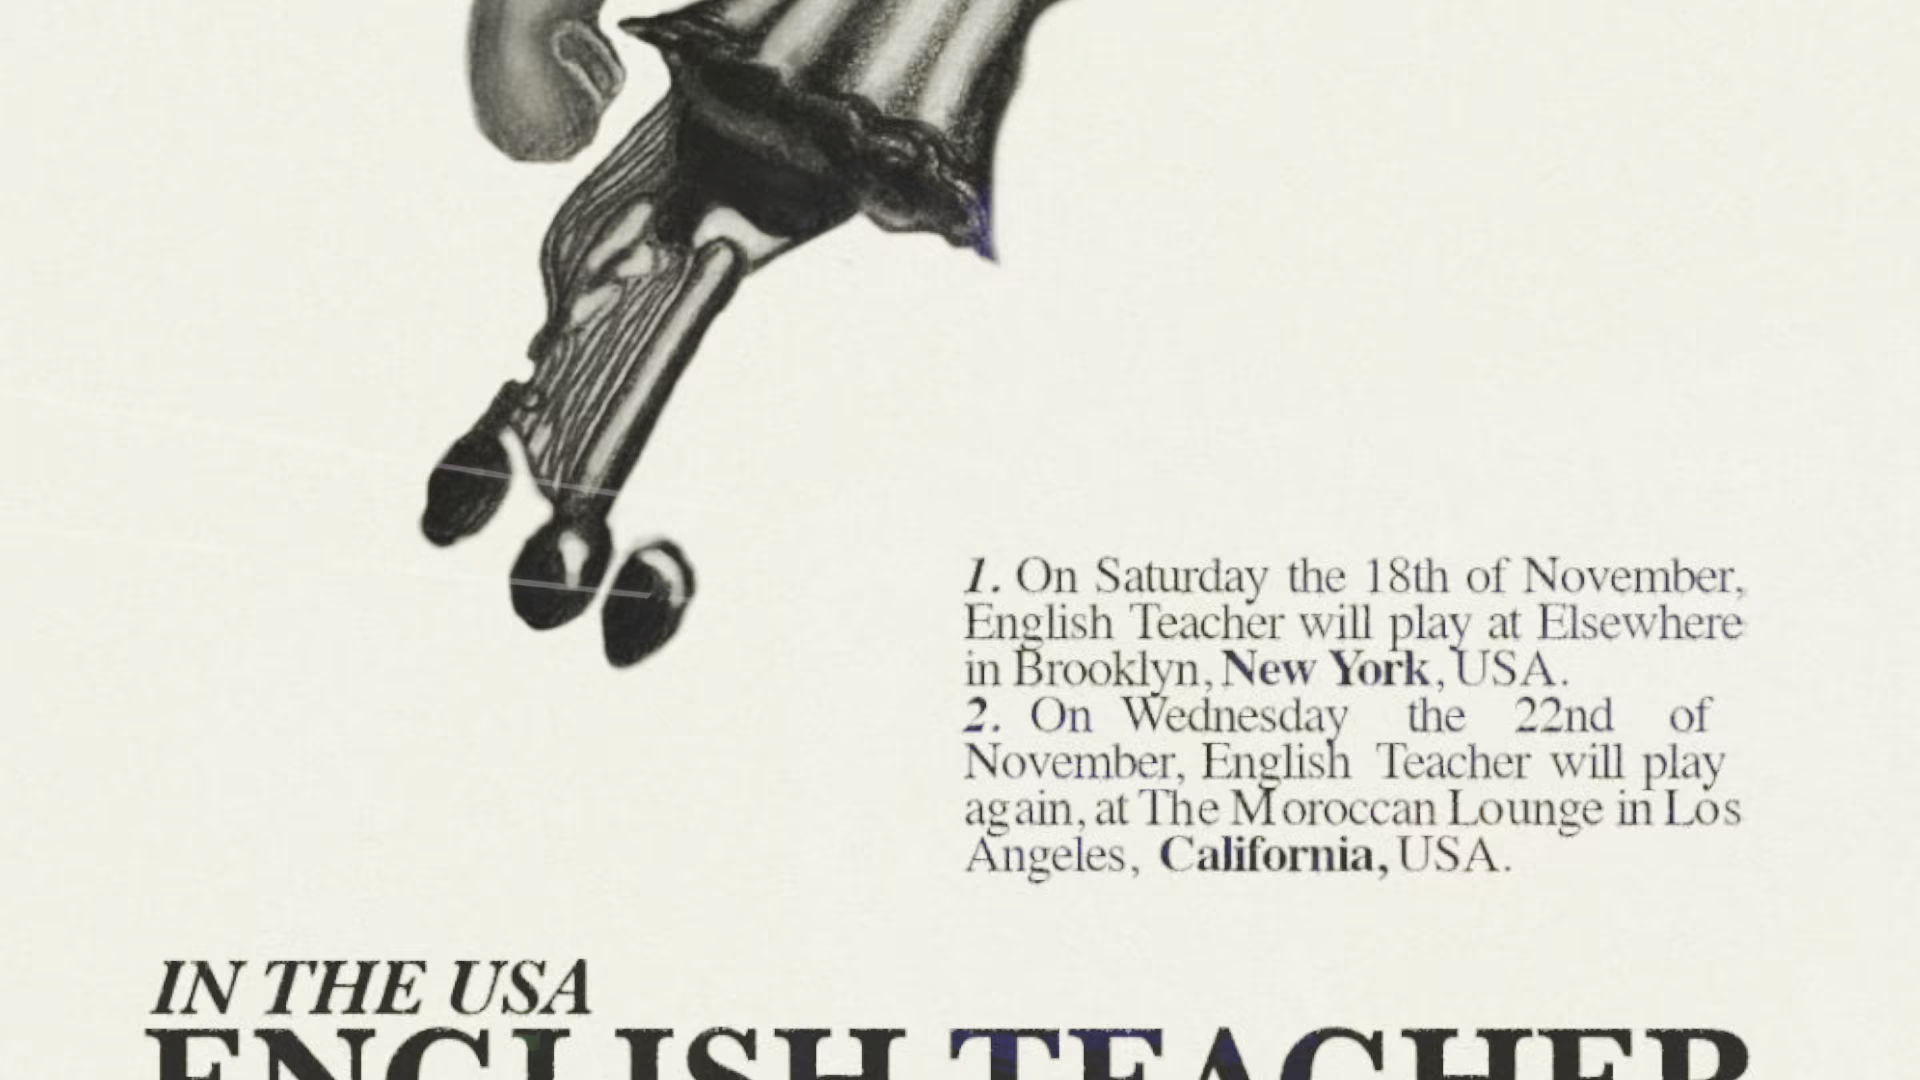 1. On Saturday the 18th of November,
English Teacher will play at Elsewhere
in Brooklyn, New York, USA.
2. On Wednesday the 22nd of
November, English Teacher will play
again, at The Moroccan Lounge in Los
Angeles, California, USA.
IN THE USA
ENGLISH TEACHER